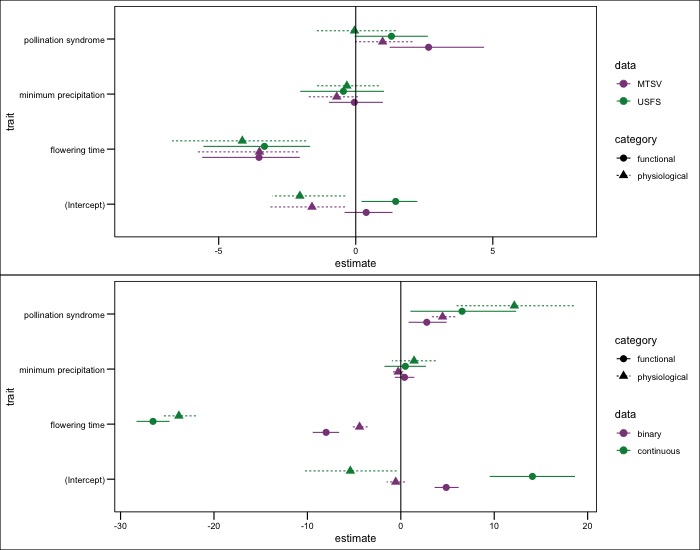 pollination syndrome
minimum precipitation
flowering time
(Intercept)
trait
-5
0
5
estimate
data
MTSV
USFS
category
functional
physiological
pollination syndrome
minimum precipitation
flowering time
(Intercept)
trait
-30
-20
-10
0
10
20
estimate
category
functional
physiological
data
binary
continuous